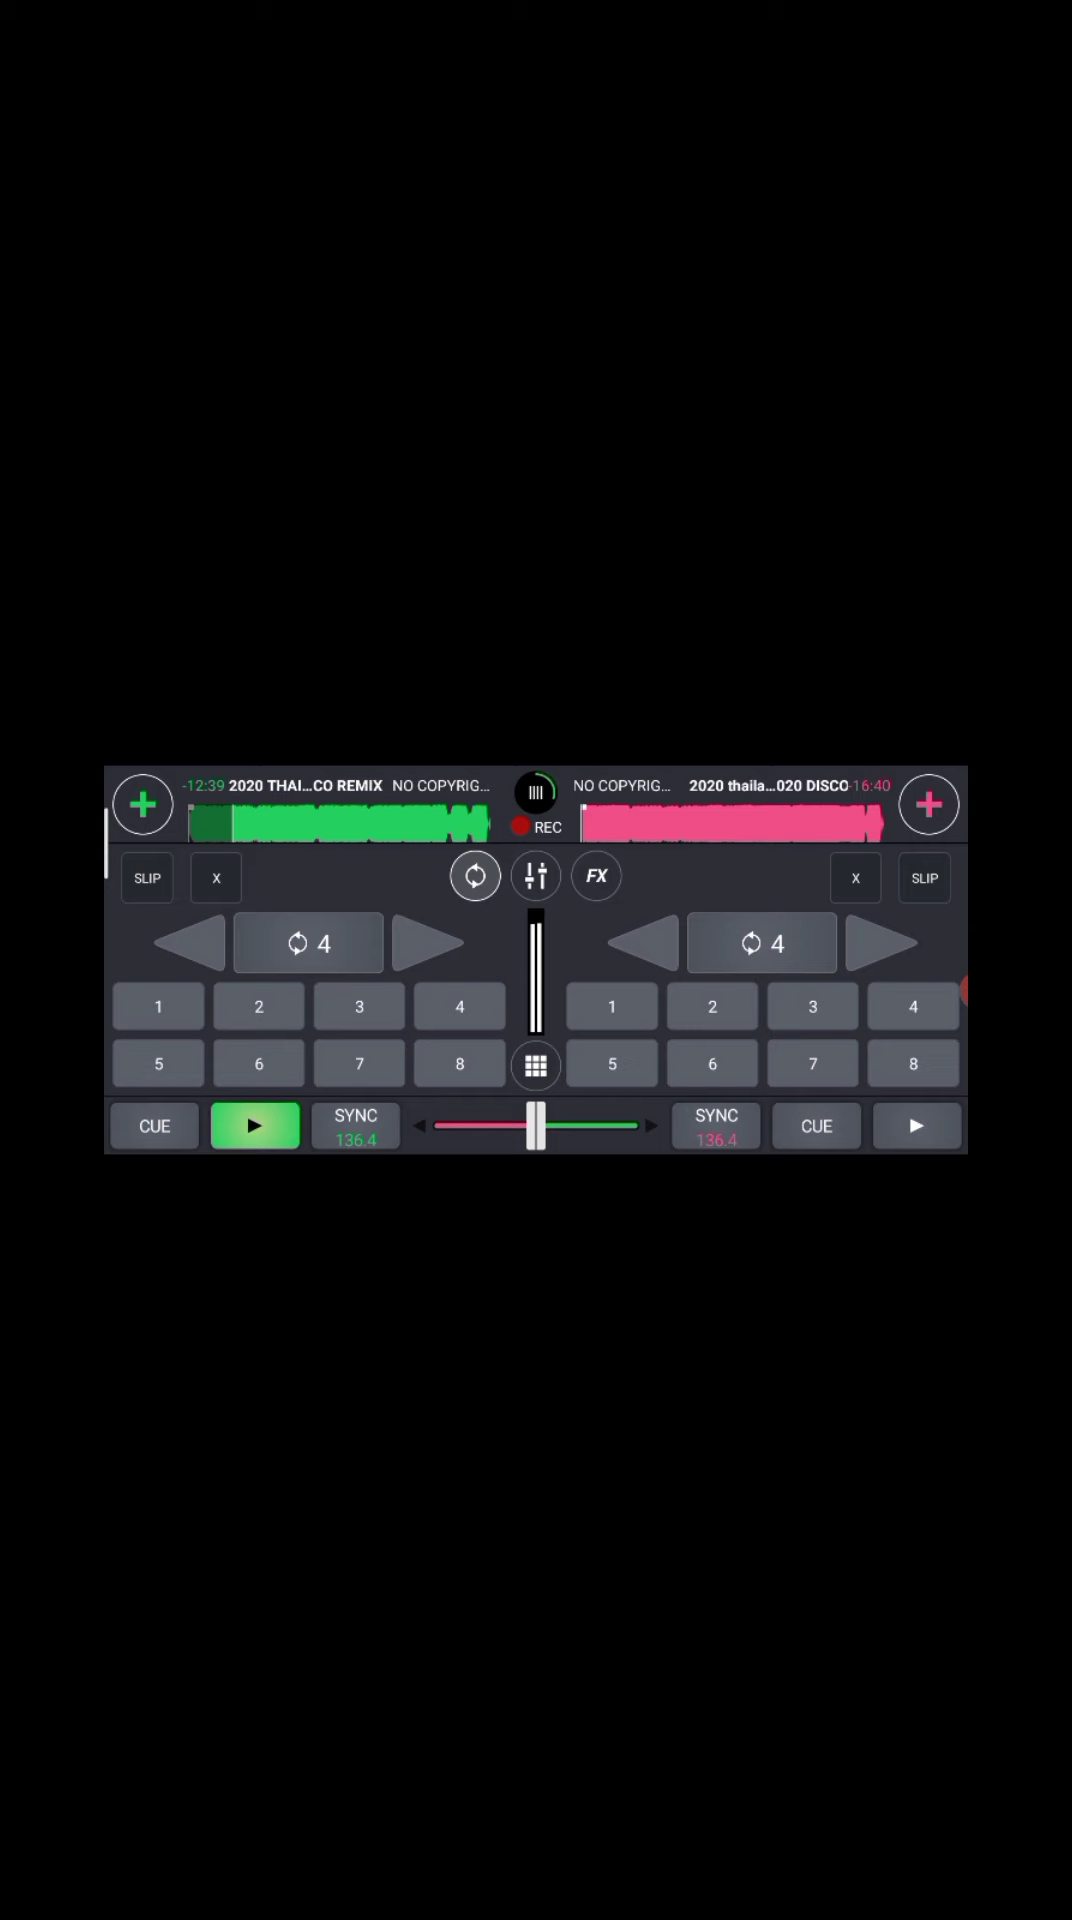 -12:39 2020 THAI...CO REMIX NO COPYRIG... NO COPYRIG... 2020 thaila...020 DISCO -16:40
REC
SLIP X FX X SLIP
4 4
1 2 3 4 1 2 3 4
5 6 7 8 5 6 7 8
CUE SYNC SYNC CUE
136.4 136.4